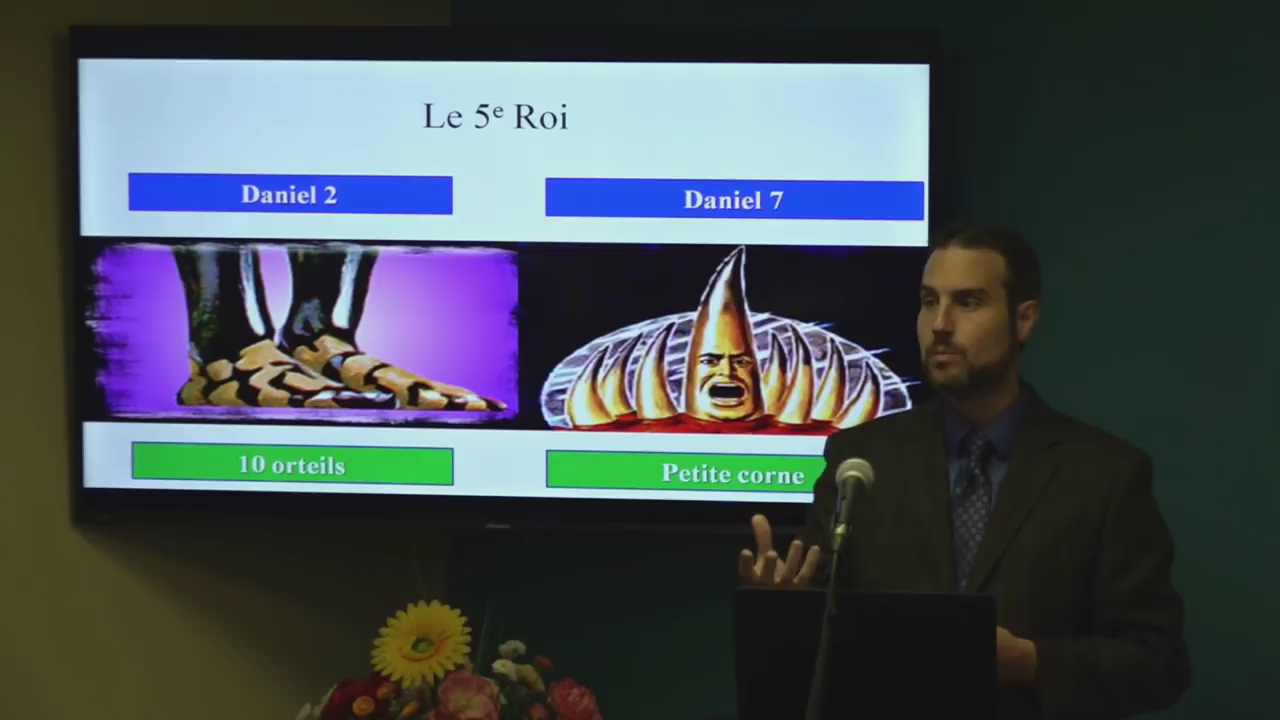 Le 5e Roi
Daniel 2
Daniel 7
10 orteils
Petite corne